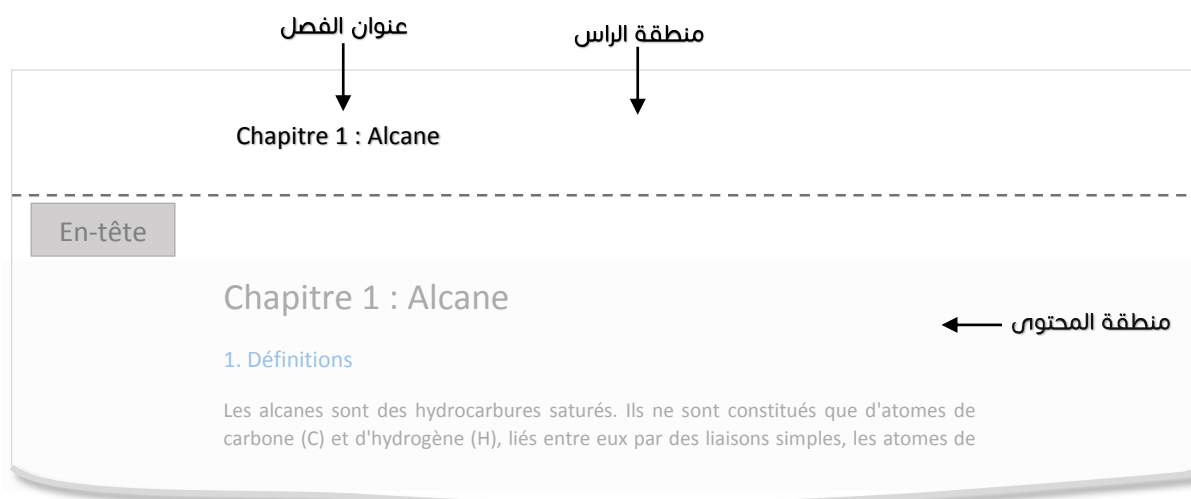 عنوان الفصل
منطقة الراس
Chapitre 1 : Alcane
En-tête
Chapitre 1 : Alcane
منطقة المحتوى
1. Définitions
Les alcanes sont des hydrocarbures saturés. Ils ne sont constitués que d'atomes de
carbone (C) et d'hydrogène (H), liés entre eux par des liaisons simples, les atomes de